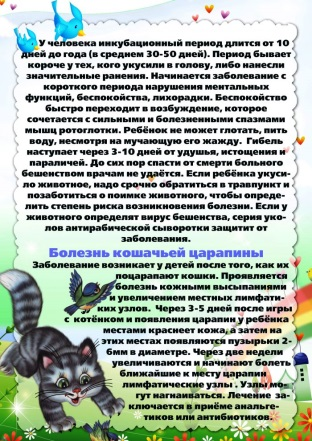 У человека инкубационный период длится от 10
дней до года (в среднем 30-50 дней). Период бывает
короче у тех, кого укусили в голову, либо нанесли
значительные ранения. Начинается заболевание с
короткого периода нарушения ментальных
функций, беспокойства, лихорадки. Беспокойство
быстро переходит в возбуждение, которое
сочетается с сильными и болезненными спазмами
мышц ротоглотки. Ребёнок не может глотать, пить
воду, несмотря на мучающую его жажду. Гибель
наступает через 3-10 дней от удушья, истощения и
параличей. До сих пор спасти от смерти больного
бешенством врачам не удаётся. Если ребёнка укуси-
ло животное, надо срочно обратиться в травпункт и
позаботиться о поимке животного, чтобы опреде-
лить степень риска возникновения болезни. Если у
животного определят вирус бешенства, серия уко-
лов антирабической сыворотки защитит от
заболевания.
Болезнь кошачьей царапины
Заболевание возникает у детей после того, как их
поцарапают кошки. Проявляется
болезнь кожными высыпаниями
и увеличением местных лимфати-
ких узлов. Через 3-5 дней после игры
с котёнком и появления царапин у ребёнка
местами краснеет кожа, а затем на
этих местах появляются пузырьки 2-
6мм в диаметре. Через две недели
увеличиваются и начинают болеть
ближайшие к месту царапин
лимфатические узлы . Узлы мо-
гут нагнаиваться. Лечение за-
ключается в приёме анальге-
тиков или антибиотиков.